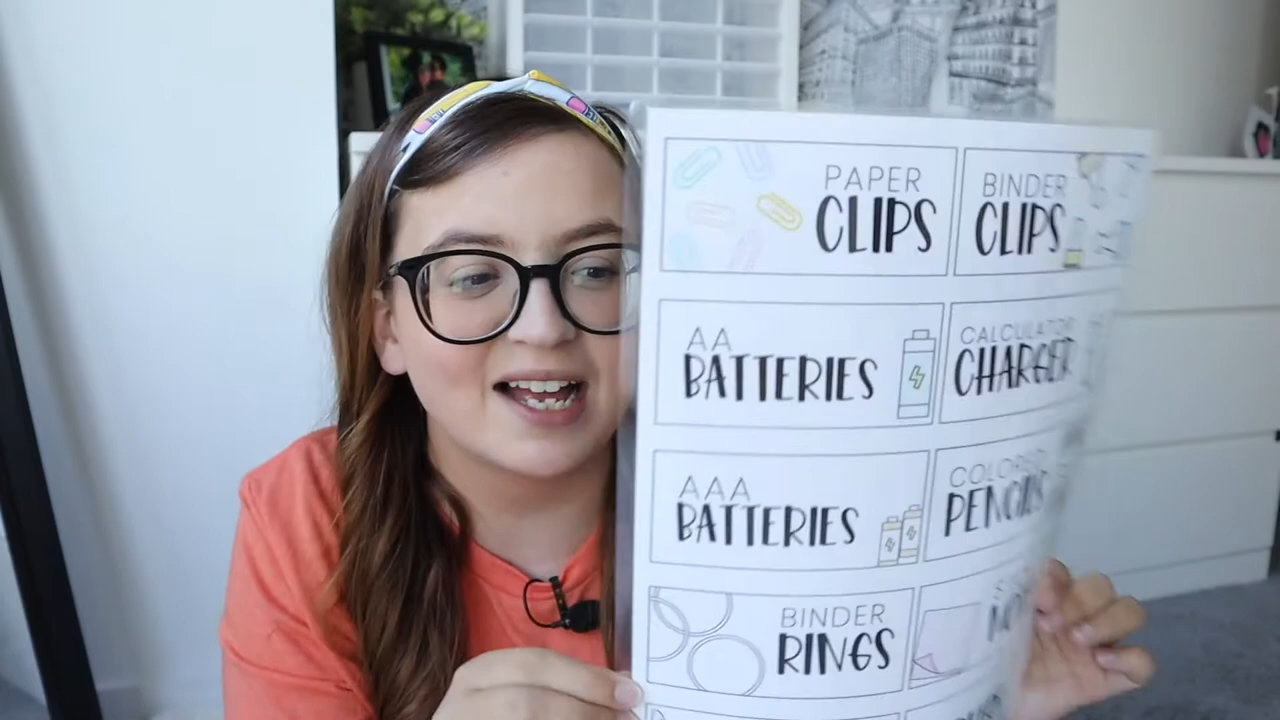 PAPER
CLIPS
BINDER
CLIPS
AA
BATTERIES
CALCULATOR
CHARGER
AAA
BATTERIES
COLORED
PENCILS
BINDER
RINGS